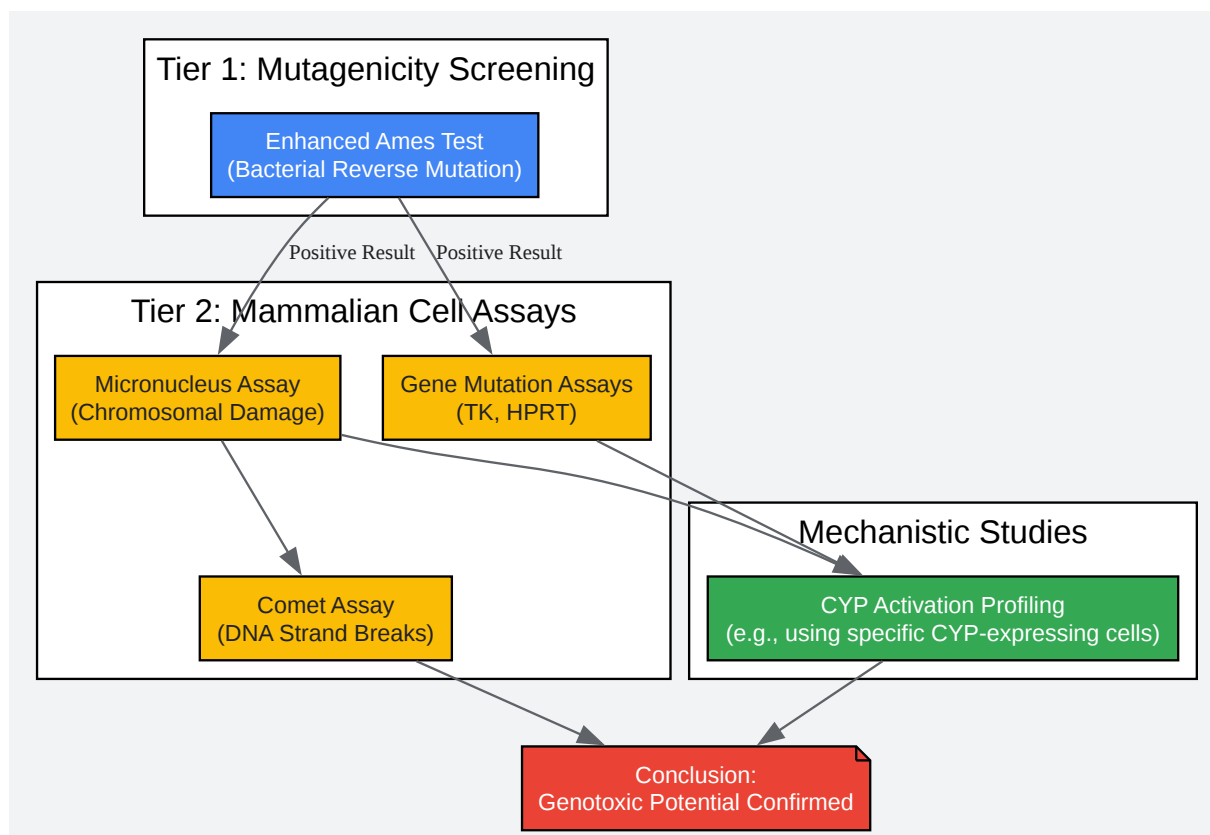 Tier 1: Mutagenicity Screening
Enhanced Ames Test
(Bacterial Reverse Mutation)
Positive Result
Positive Result
Tier 2: Mammalian Cell Assays
Micronucleus Assay
(Chromosomal Damage)
Gene Mutation Assays
(TK, HPRT)
Mechanistic Studies
Comet Assay
(DNA Strand Breaks)
CYP Activation Profiling
(e.g., using specific CYP-expressing cells)
Conclusion:
Genotoxic Potential Confirmed